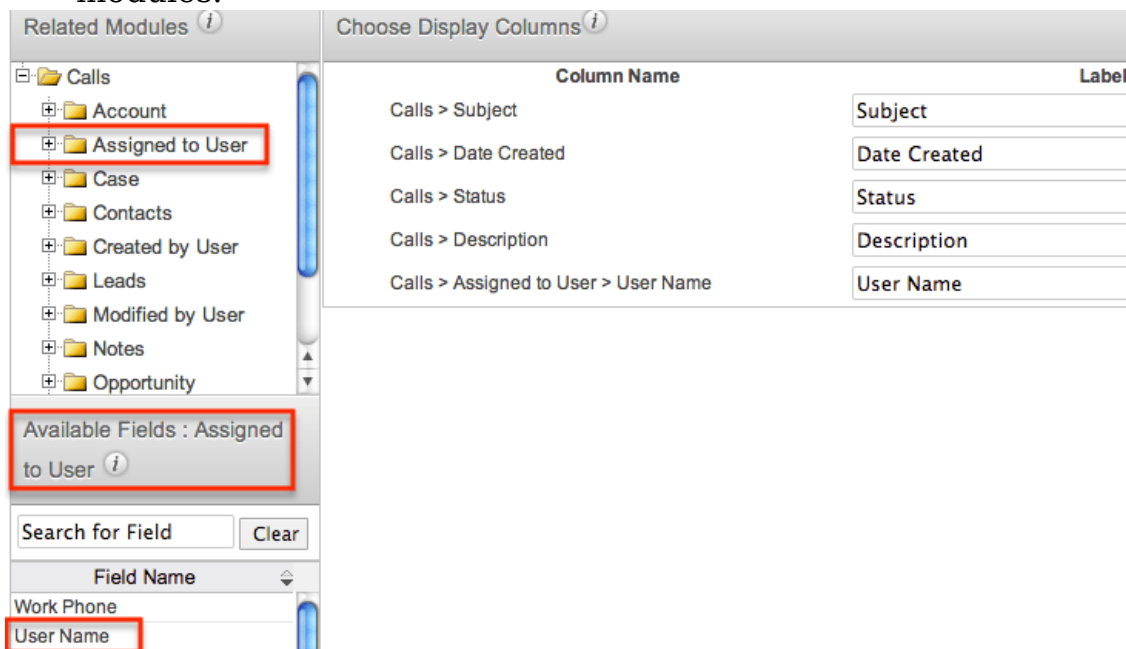 modules.
Related Modules i
Choose Display Columns i
Calls
Account
Assigned to User
Case
Contacts
Created by User
Leads
Modified by User
Notes
Opportunity
Column Name Label
Calls > Subject Subject
Calls > Date Created Date Created
Calls > Status Status
Calls > Description Description
Calls > Assigned to User > User Name User Name
Available Fields : Assigned
to User i
Search for Field Clear
Field Name
Work Phone
User Name